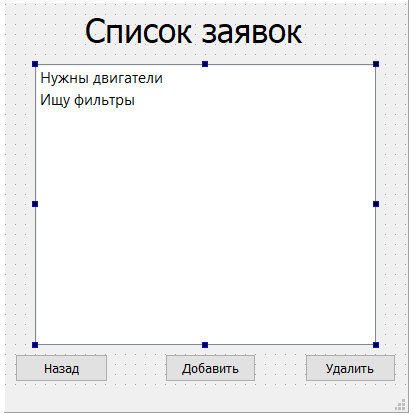 Список заявок
Нужны двигатели
Ищу фильтры
Назад
Добавить
Удалить